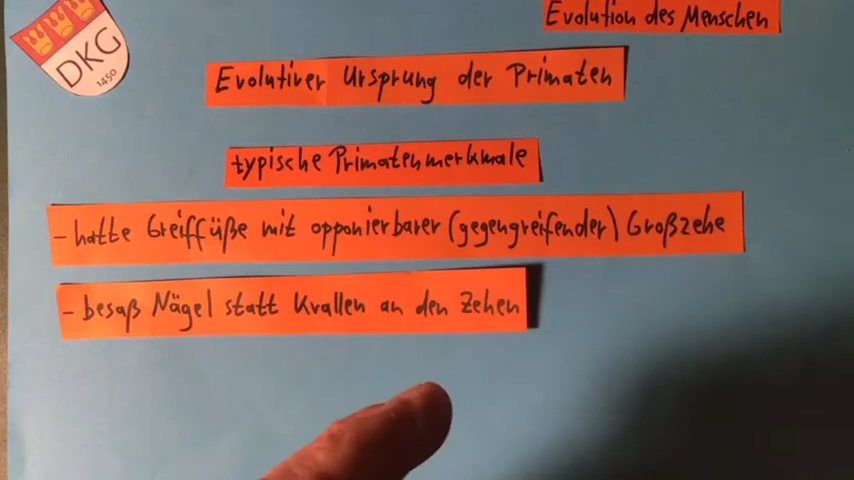 Evolution des Menschen
DKG
1450
Evolutiver Ursprung der Primaten
typische Primatenmerkmale
- hatte Greiffüße mit opponierbarer (gegengreifender) Großzehe
- besaß Nägel statt Krallen an den Zehen